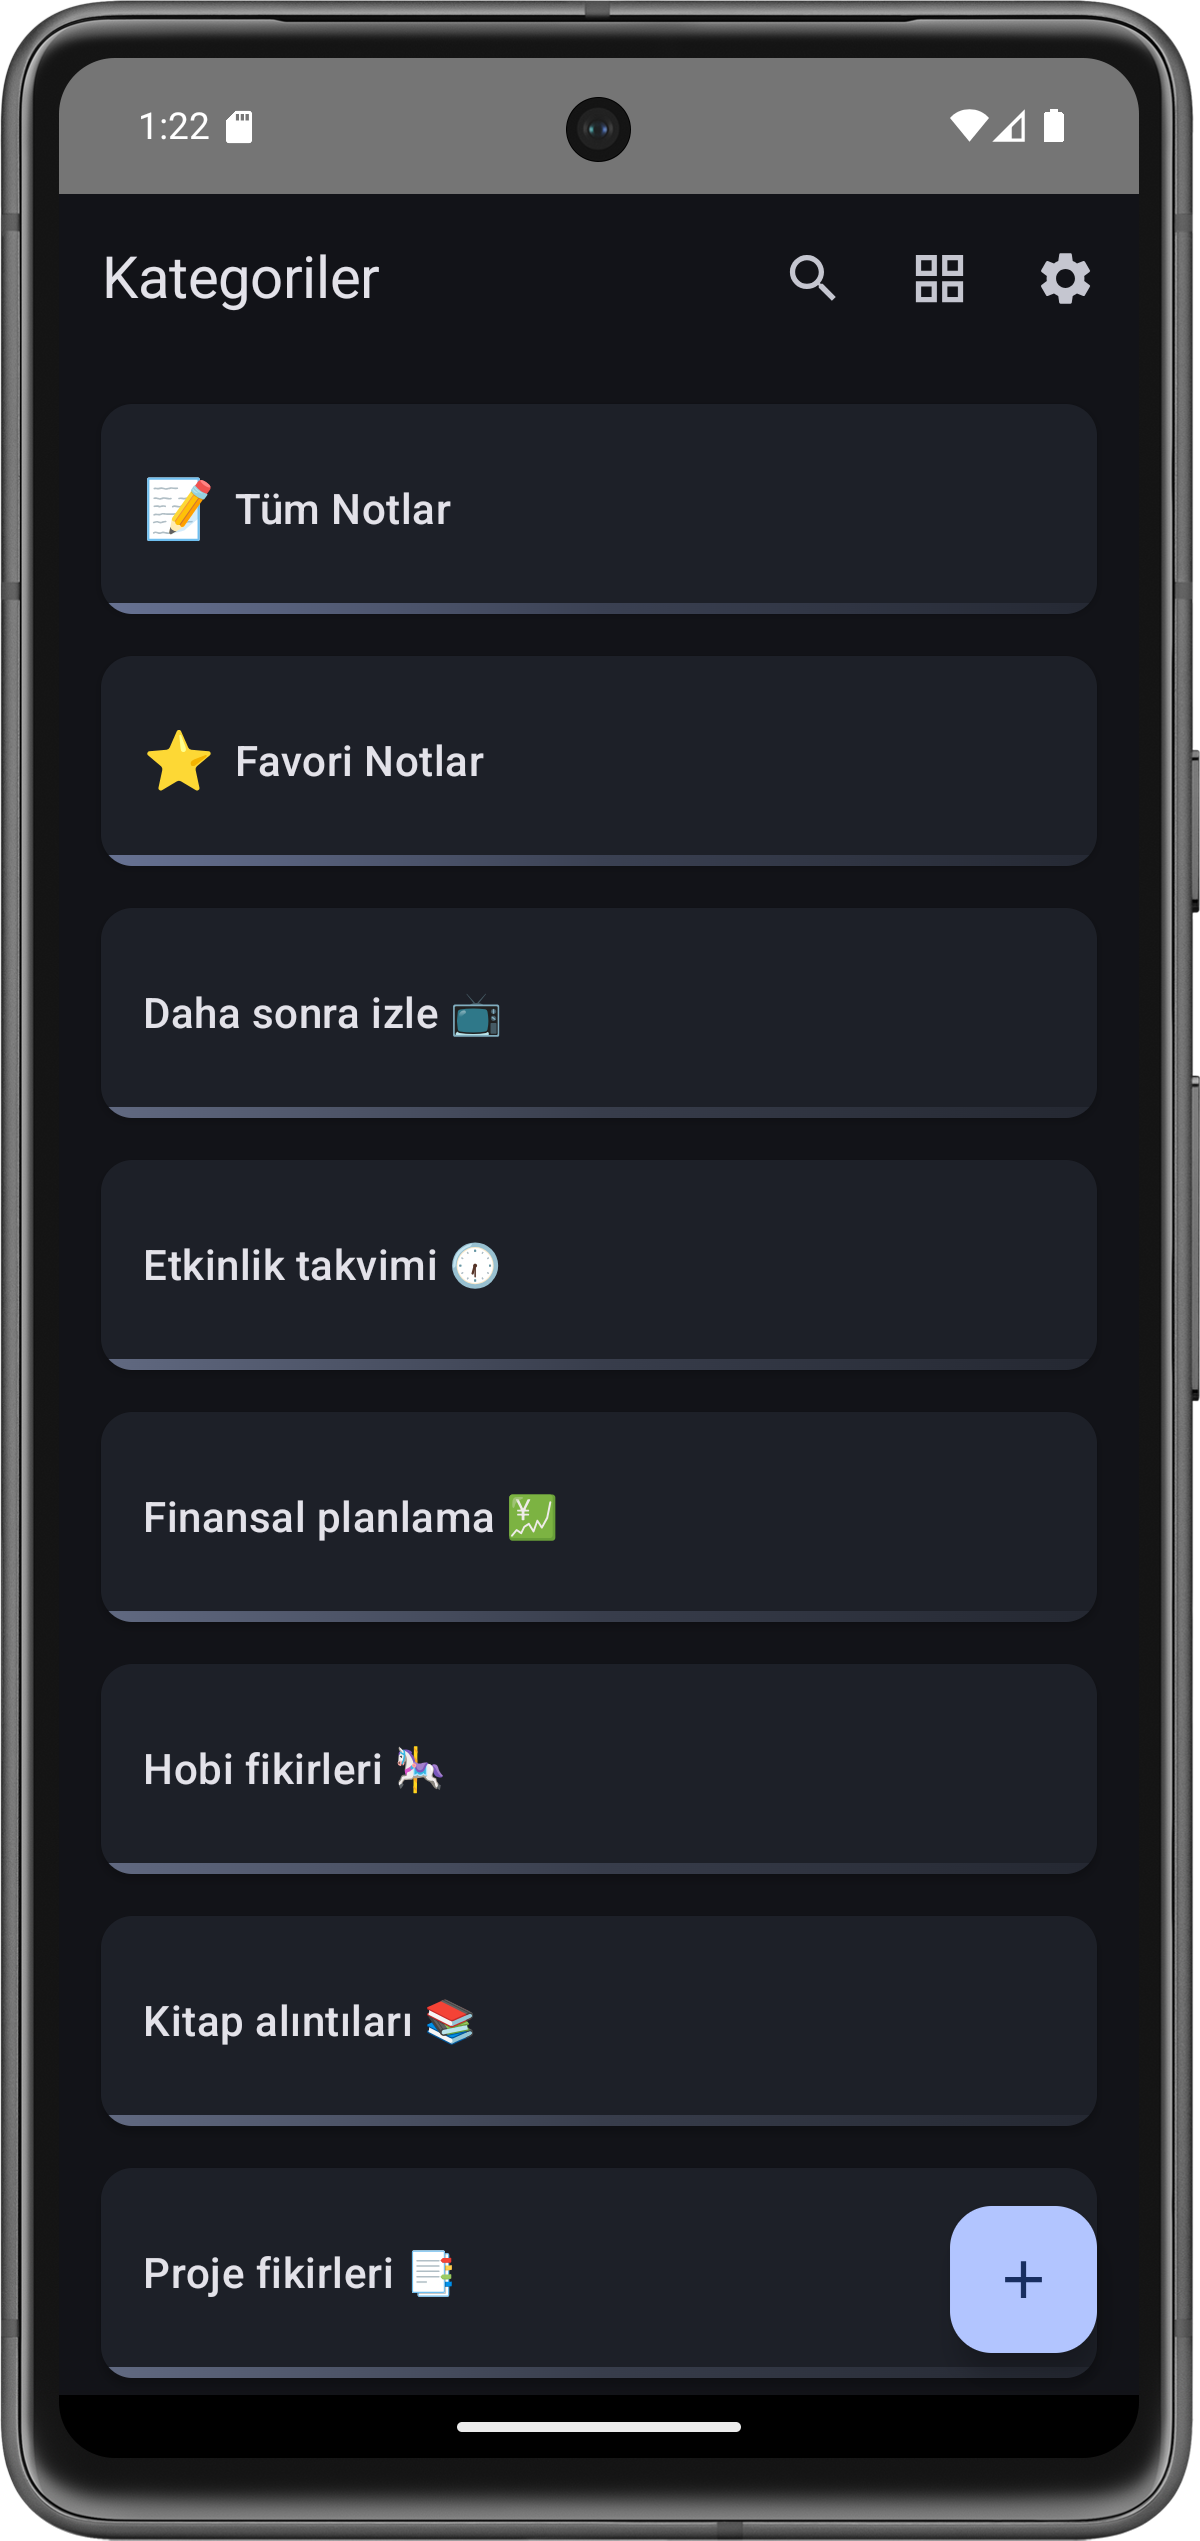 1:22
Kategoriler
Tüm Notlar
Favori Notlar
Daha sonra izle 📺
Etkinlik takvimi 🕡
Finansal planlama 💹
Hobi fikirleri 🎠
Kitap alıntıları 📚
Proje fikirleri 📑